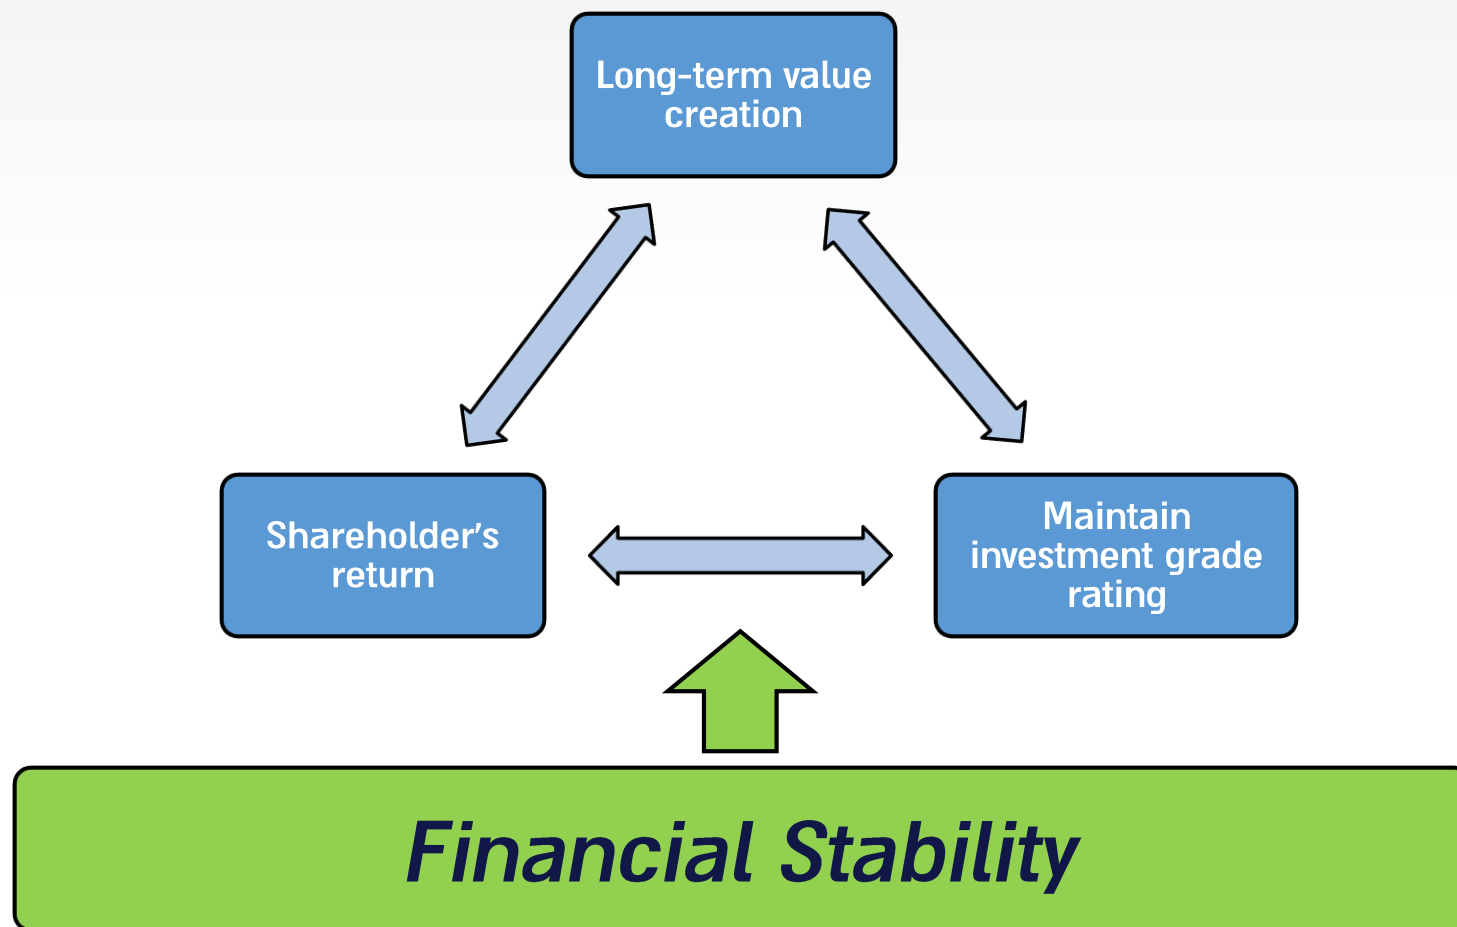 Long-term value
creation
Shareholder’s
return
Maintain
investment grade
rating
Financial Stability